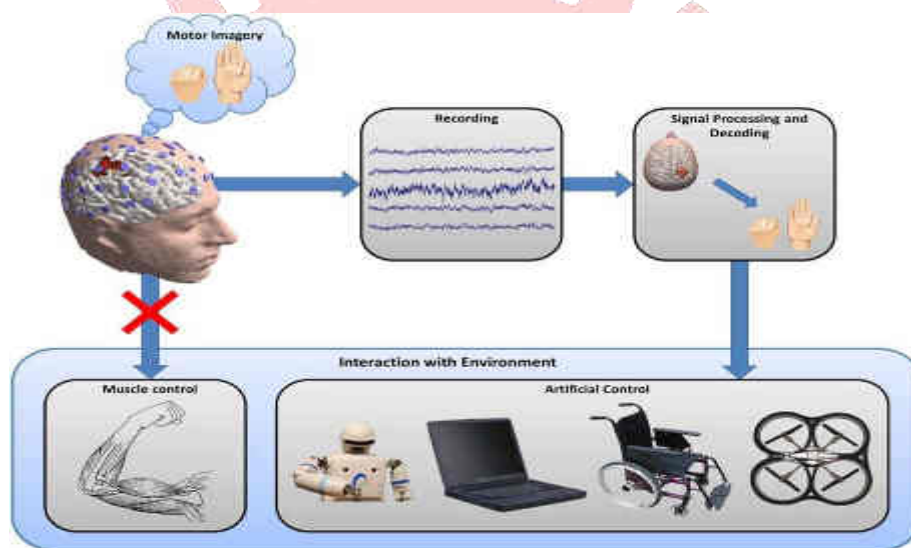 Motor Imagery
Recording
Signal Processing and
Decoding
Interaction with Environment
Muscle control
Artificial Control